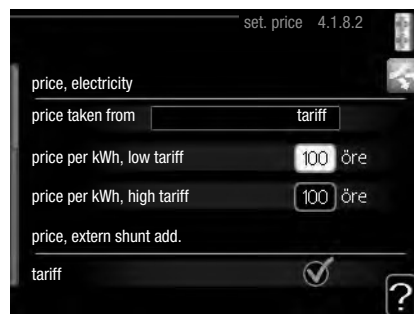 set. price 4.1.8.2
price, electricity
price taken from tariff
price per kWh, low tariff 100 öre
price per kWh, high tariff 100 öre
price, extern shunt add.
tariff
?